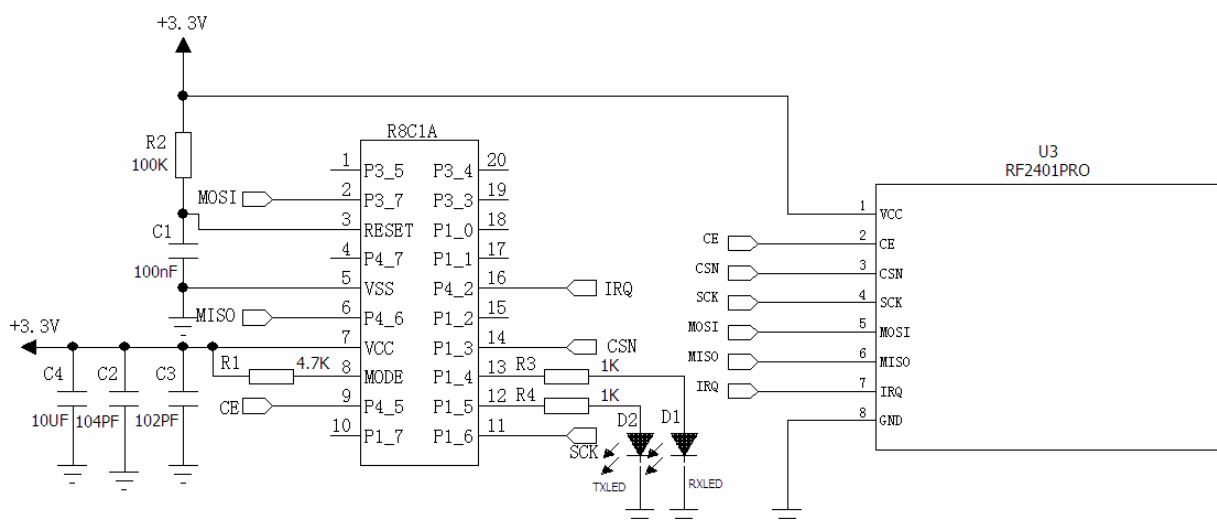 +3.3V
R2
100K
C1
100nF
MOSI
MISO
+3.3V
C4
10UF
C2
104PF
C3
102PF
R1
4.7K
CE
R8C1A
1 P3_5
2 P3_7
3 RESET
4 P4_7
5 VSS
6 P4_6
7 VCC
8 MODE
9 P4_5
10 P1_7
P3_4 20
P3_3 19
P1_0 18
P1_1 17
P4_2 16
P1_2 15
P1_3 14
P1_4 13
P1_5 12
P1_6 11
IRQ
CSN
R3
1K
R4
1K
SCK
D2
D1
TXLED
RXLED
U3
RF2401PRO
CE
CSN
SCK
MOSI
MISO
IRQ
1 VCC
2 CE
3 CSN
4 SCK
5 MOSI
6 MISO
7 IRQ
8 GND